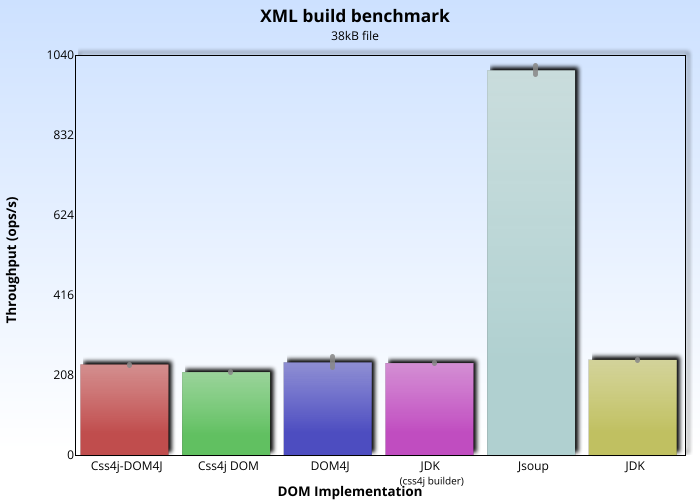 XML build benchmark
38kB file
1040
832
624
416
208
0
Throughput (ops/s)
Css4j-DOM4J
Css4j DOM
DOM4J
JDK
(css4j builder)
Jsoup
JDK
DOM Implementation